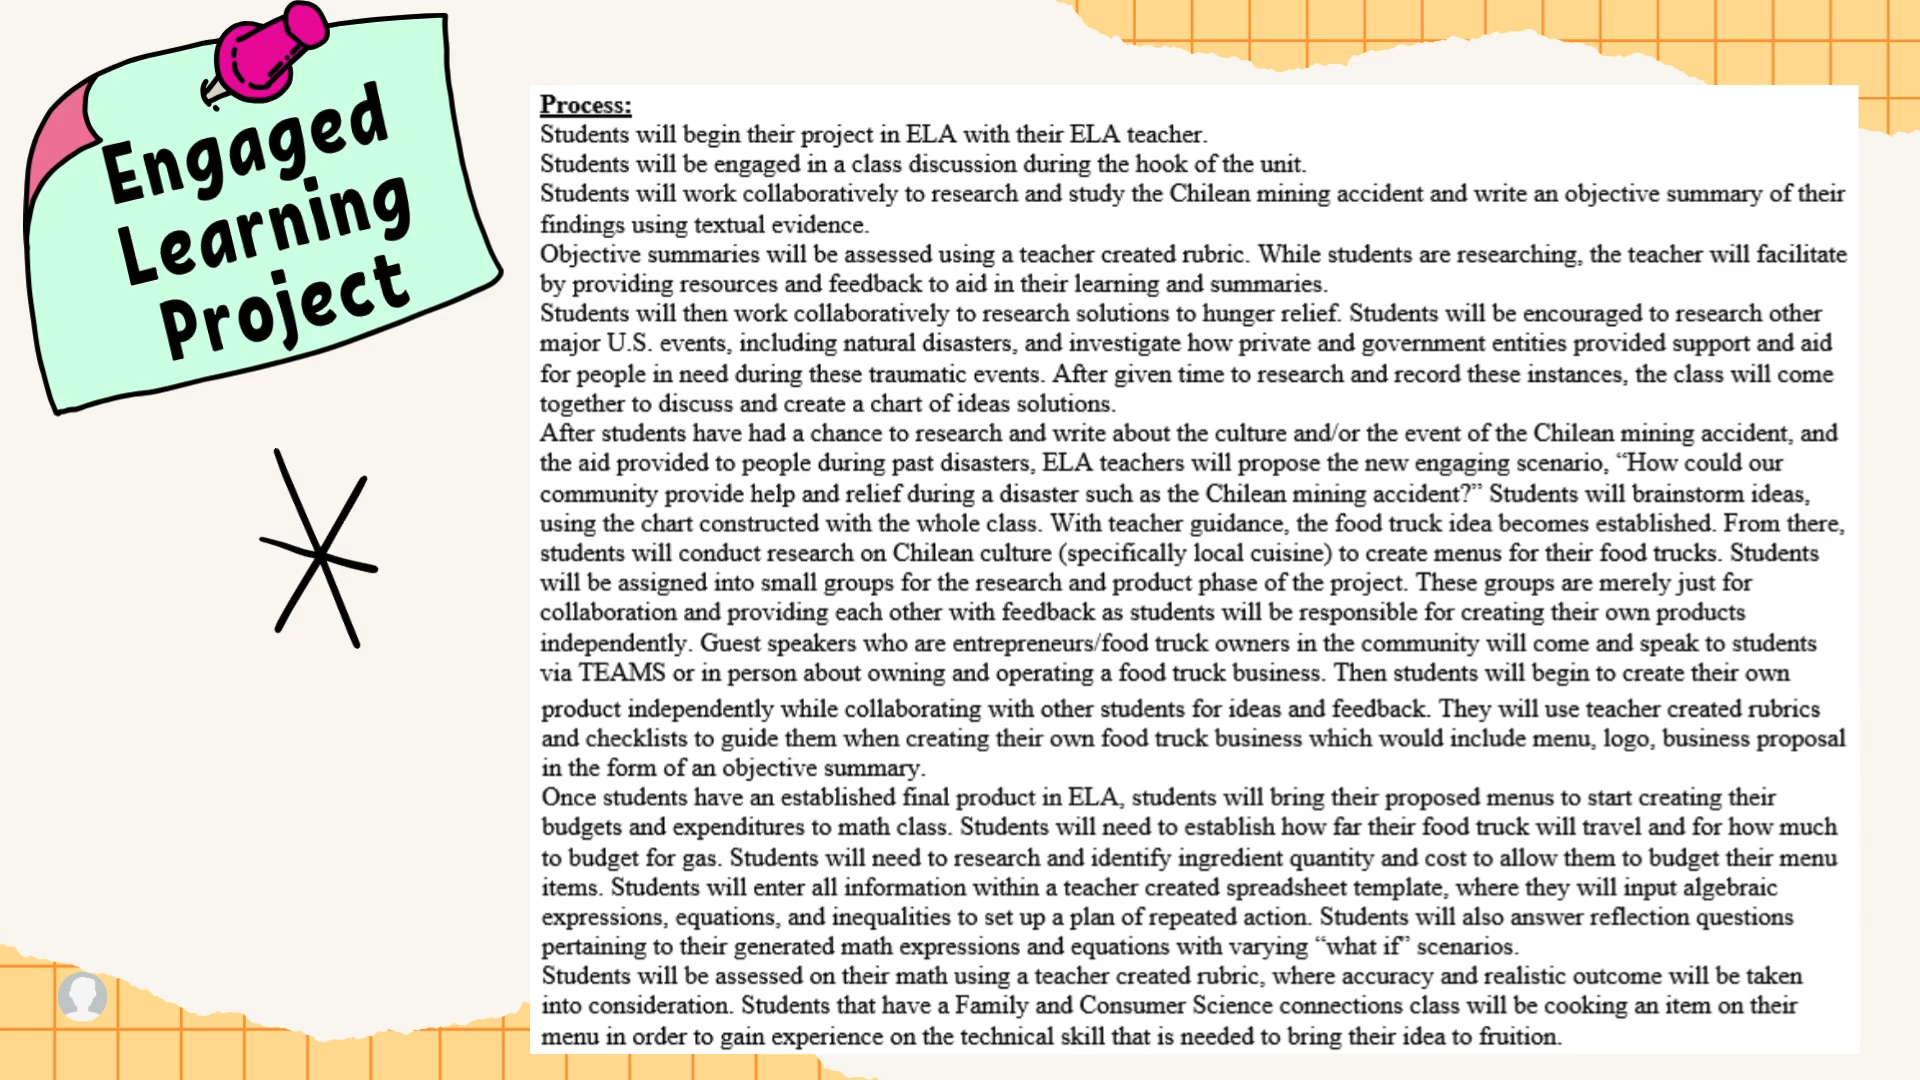 Engaged
Learning
Project
Process:
Students will begin their project in ELA with their ELA teacher.
Students will be engaged in a class discussion during the hook of the unit.
Students will work collaboratively to research and study the Chilean mining accident and write an objective summary of their
findings using textual evidence.
Objective summaries will be assessed using a teacher created rubric. While students are researching, the teacher will facilitate
by providing resources and feedback to aid in their learning and summaries.
Students will then work collaboratively to research solutions to hunger relief. Students will be encouraged to research other
major U.S. events, including natural disasters, and investigate how private and government entities provided support and aid
for people in need during these traumatic events. After given time to research and record these instances, the class will come
together to discuss and create a chart of ideas solutions.
After students have had a chance to research and write about the culture and/or the event of the Chilean mining accident, and
the aid provided to people during past disasters, ELA teachers will propose the new engaging scenario, “How could our
community provide help and relief during a disaster such as the Chilean mining accident?” Students will brainstorm ideas,
using the chart constructed with the whole class. With teacher guidance, the food truck idea becomes established. From there,
students will conduct research on Chilean culture (specifically local cuisine) to create menus for their food trucks. Students
will be assigned into small groups for the research and product phase of the project. These groups are merely just for
collaboration and providing each other with feedback as students will be responsible for creating their own products
independently. Guest speakers who are entrepreneurs/food truck owners in the community will come and speak to students
via TEAMS or in person about owning and operating a food truck business. Then students will begin to create their own
product independently while collaborating with other students for ideas and feedback. They will use teacher created rubrics
and checklists to guide them when creating their own food truck business which would include menu, logo, business proposal
in the form of an objective summary.
Once students have an established final product in ELA, students will bring their proposed menus to start creating their
budgets and expenditures to math class. Students will need to establish how far their food truck will travel and for how much
to budget for gas. Students will need to research and identify ingredient quantity and cost to allow them to budget their menu
items. Students will enter all information within a teacher created spreadsheet template, where they will input algebraic
expressions, equations, and inequalities to set up a plan of repeated action. Students will also answer reflection questions
pertaining to their generated math expressions and equations with varying “what if” scenarios.
Students will be assessed on their math using a teacher created rubric, where accuracy and realistic outcome will be taken
into consideration. Students that have a Family and Consumer Science connections class will be cooking an item on their
menu in order to gain experience on the technical skill that is needed to bring their idea to fruition.